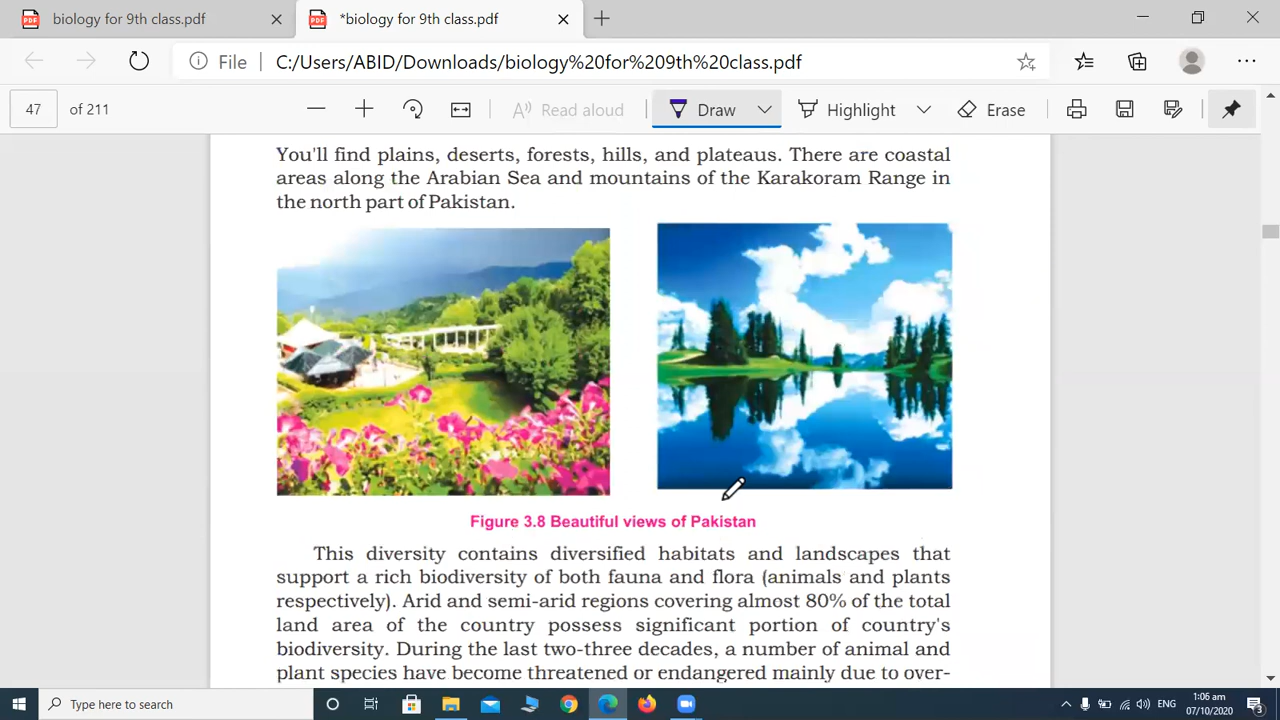 biology for 9th class.pdf
*biology for 9th class.pdf
File
C:/Users/ABID/Downloads/biology%20for%209th%20class.pdf
47 of 211
Read aloud
Draw
Highlight
Erase
You'll find plains, deserts, forests, hills, and plateaus. There are coastal
areas along the Arabian Sea and mountains of the Karakoram Range in
the north part of Pakistan.
Figure 3.8 Beautiful views of Pakistan
This diversity contains diversified habitats and landscapes that
support a rich biodiversity of both fauna and flora (animals and plants
respectively). Arid and semi-arid regions covering almost 80% of the total
land area of the country possess significant portion of country's
biodiversity. During the last two-three decades, a number of animal and
plant species have become threatened or endangered mainly due to over-
Type here to search
ENG
1:06 am
07/10/2020
3